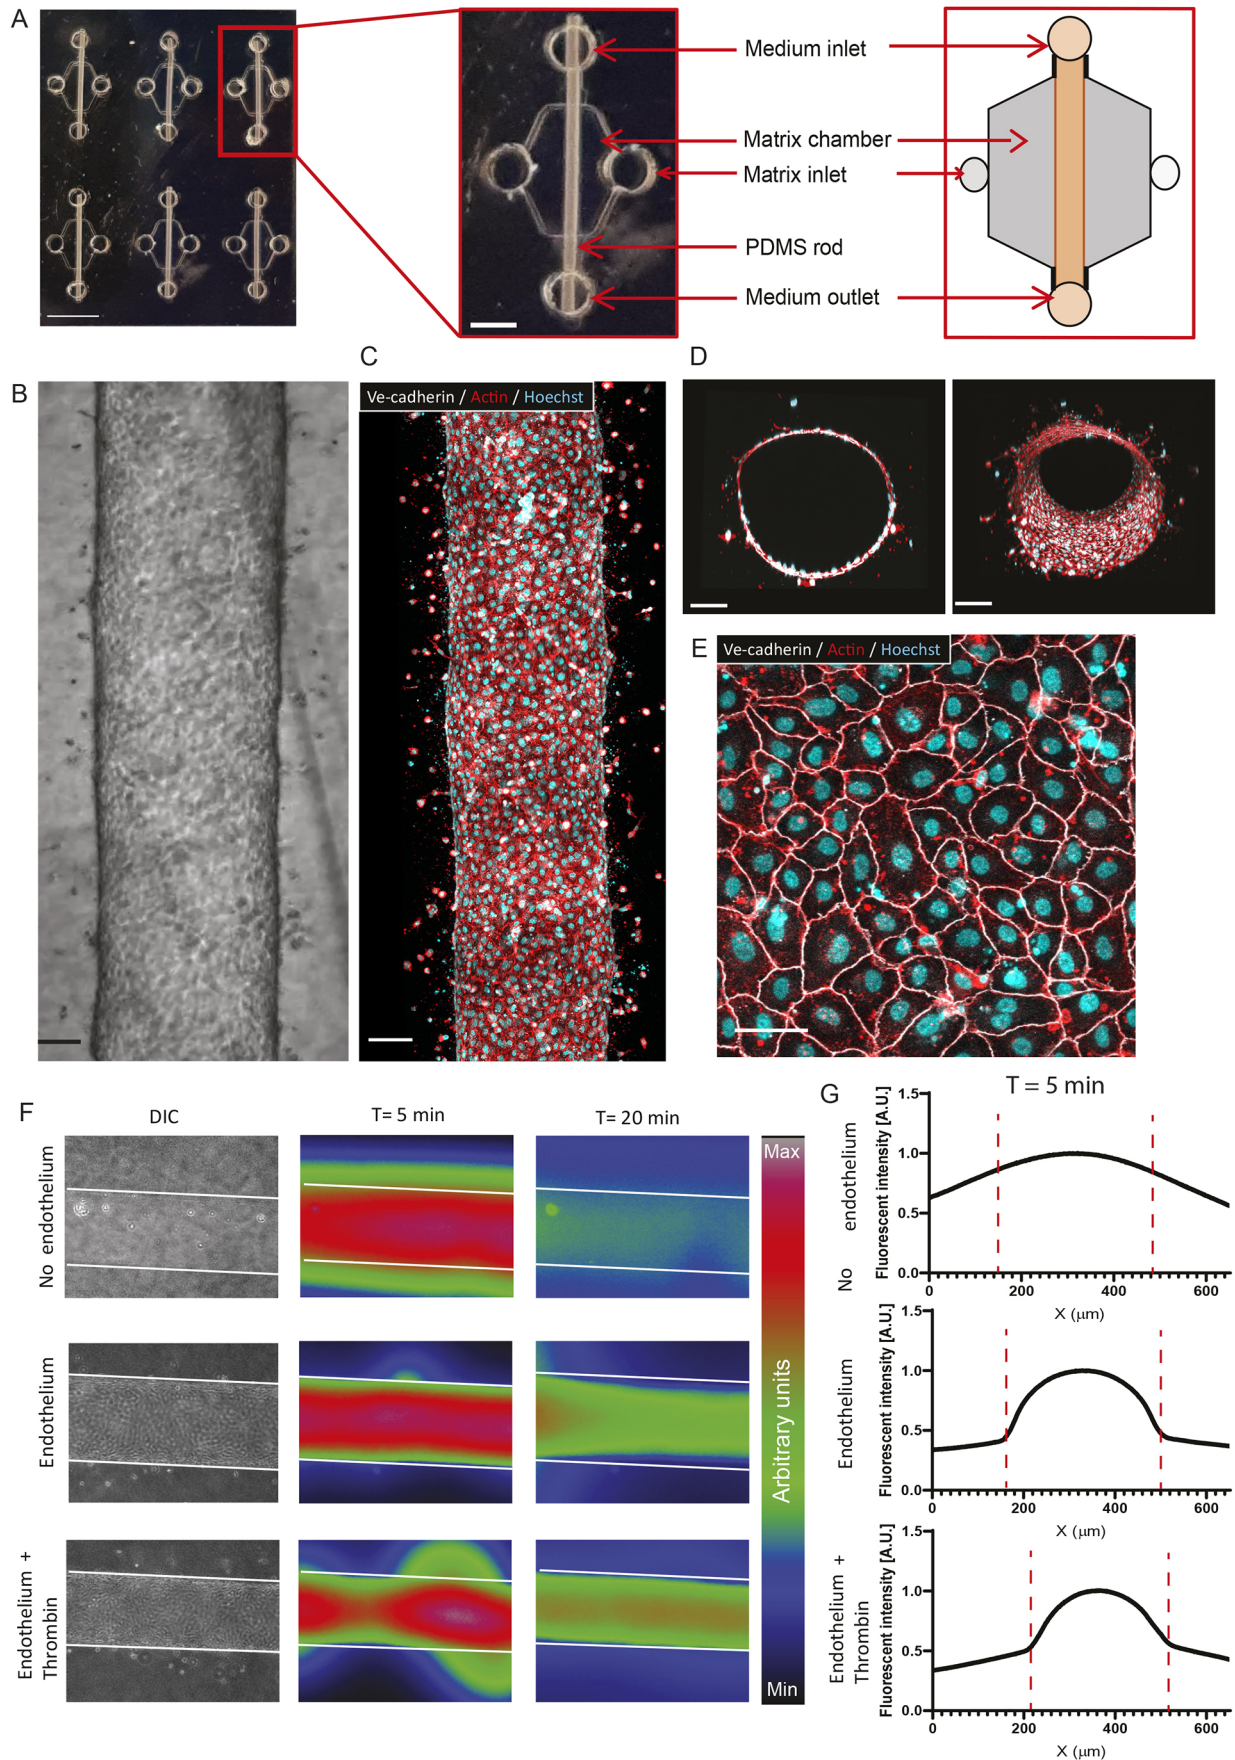 A
Medium inlet
Matrix chamber
Matrix inlet
PDMS rod
Medium outlet
B
C
Ve-cadherin / Actin / Hoechst
D
E
Ve-cadherin / Actin / Hoechst
F
DIC
T= 5 min
T= 20 min
No endothelium
Endothelium
Endothelium +
Thrombin
Max
Arbitrary units
Min
G
T = 5 min
No endothelium
Fluorescent intensity [A.U.]
1.5
1.0
0.5
0.0
0 200 400 600
X (μm)
Endothelium
Fluorescent intensity [A.U.]
1.5
1.0
0.5
0.0
0 200 400 600
X (μm)
Endothelium +
Thrombin
Fluorescent intensity [A.U.]
1.5
1.0
0.5
0.0
0 200 400 600
X (μm)